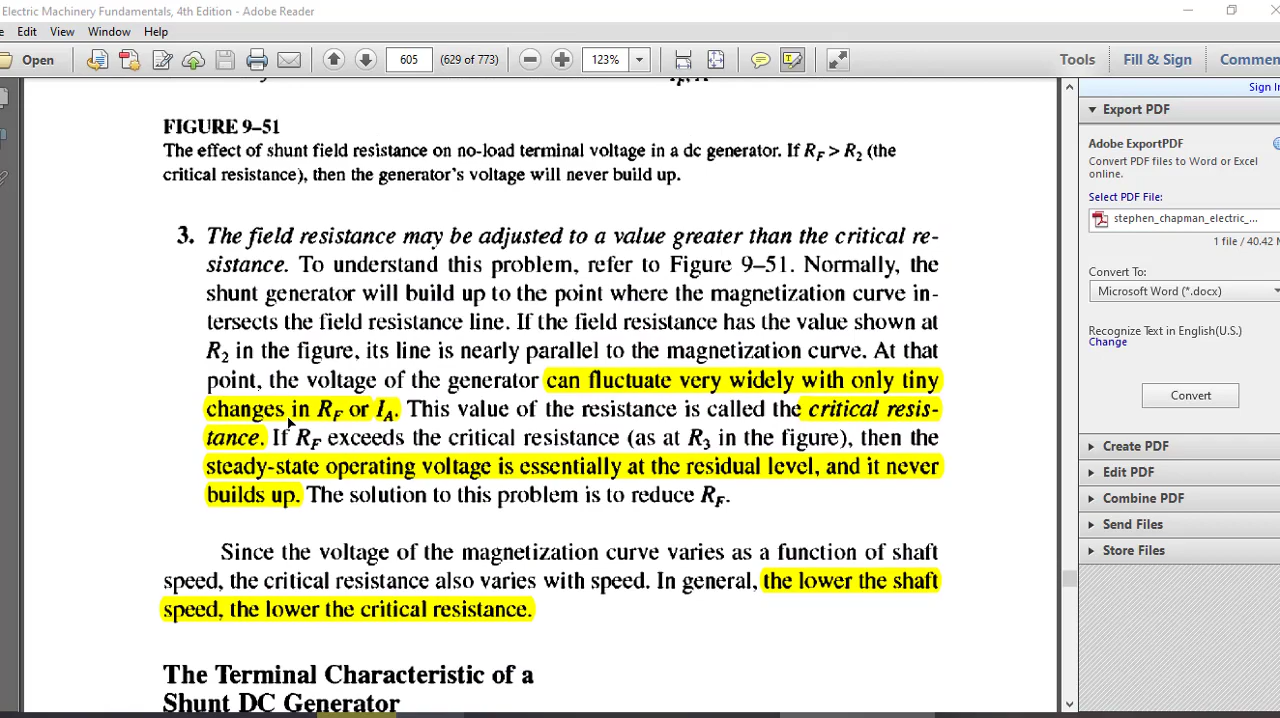 Electric Machinery Fundamentals, 4th Edition - Adobe Reader
Edit View Window Help
Open 605 (629 of 773) 123% Tools Fill & Sign
Sign In
FIGURE 9–51
The effect of shunt field resistance on no-load terminal voltage in a dc generator. If RF > R2 (the
critical resistance), then the generator's voltage will never build up.
3. The field resistance may be adjusted to a value greater than the critical re-
sistance. To understand this problem, refer to Figure 9–51. Normally, the
shunt generator will build up to the point where the magnetization curve in-
tersects the field resistance line. If the field resistance has the value shown at
R2 in the figure, its line is nearly parallel to the magnetization curve. At that
point, the voltage of the generator can fluctuate very widely with only tiny
changes in RF or IA. This value of the resistance is called the critical resis-
tance. If RF exceeds the critical resistance (as at R3 in the figure), then the
steady-state operating voltage is essentially at the residual level, and it never
builds up. The solution to this problem is to reduce RF.
Since the voltage of the magnetization curve varies as a function of shaft
speed, the critical resistance also varies with speed. In general, the lower the shaft
speed, the lower the critical resistance.
The Terminal Characteristic of a
Shunt DC Generator
Export PDF
Adobe ExportPDF
Convert PDF files to Word or Excel
online.
Select PDF File:
stephen_chapman_electric_...
1 file / 40.42 M
Convert To:
Microsoft Word (*.docx)
Recognize Text in English(U.S.)
Change
Convert
Create PDF
Edit PDF
Combine PDF
Send Files
Store Files